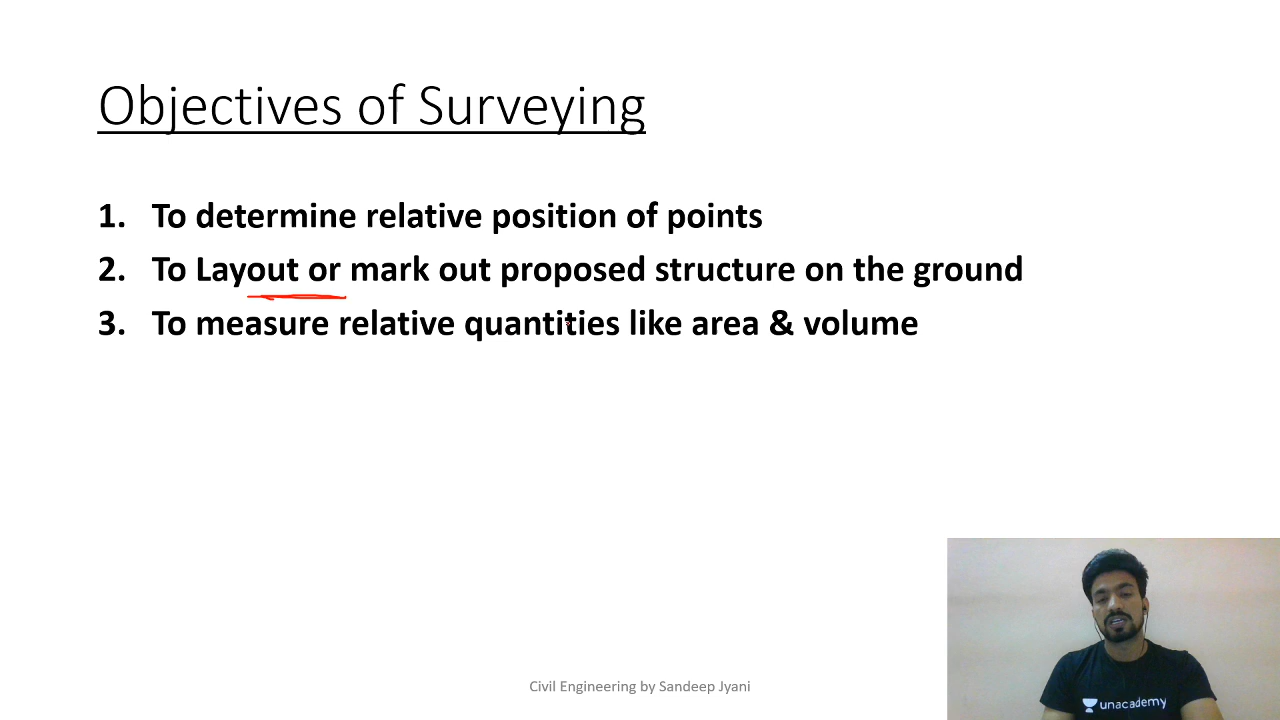 Objectives of Surveying
1. To determine relative position of points
2. To Layout or mark out proposed structure on the ground
3. To measure relative quantities like area & volume
unacademy
Civil Engineering by Sandeep Jyani